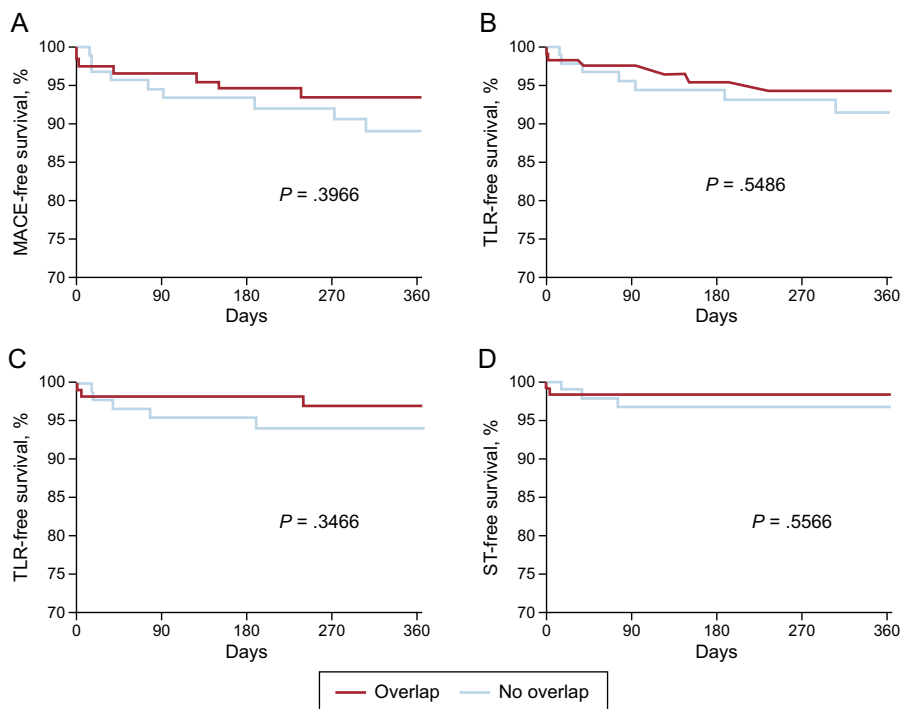 A
MACE-free survival, %
100
95
90
85
80
75
70
P = .3966
0 90 180 270 360
Days
B
TLR-free survival, %
100
95
90
85
80
75
70
P = .5486
0 90 180 270 360
Days
C
TLR-free survival, %
100
95
90
85
80
75
70
P = .3466
0 90 180 270 360
Days
D
ST-free survival, %
100
95
90
85
80
75
70
P = .5566
0 90 180 270 360
Days
Overlap No overlap